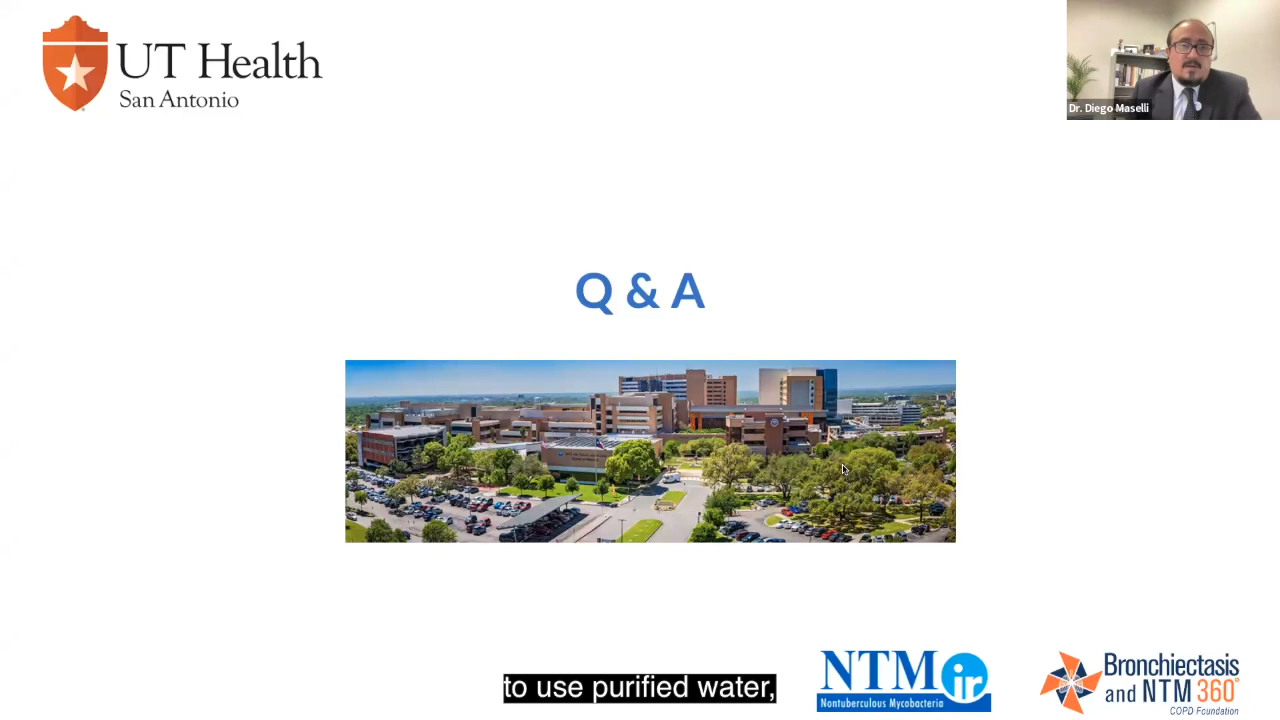 UT Health
San Antonio
Dr. Diego Maselli
Q & A
to use purified water,
NTM ir
Nontuberculous Mycobacteria
Bronchiectasis
and NTM 360°
COPD Foundation